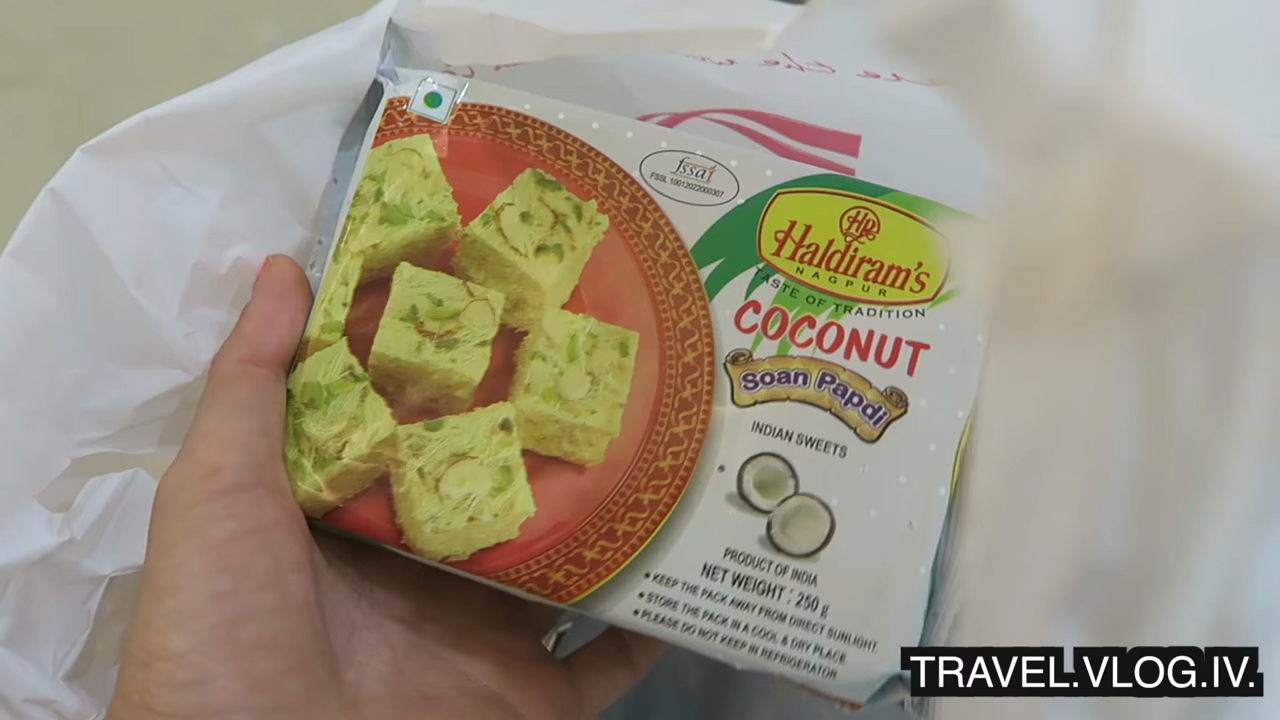 fssai
FSSL 10012022000307
HR
Haldiram's
NAGPUR
TASTE OF TRADITION
COCONUT
Soan Papdi
INDIAN SWEETS
PRODUCT OF INDIA
NET WEIGHT : 250 g
• KEEP THE PACK AWAY FROM DIRECT SUNLIGHT.
• STORE THE PACK IN A COOL & DRY PLACE
• PLEASE DO NOT KEEP IN REFRIGERATOR
TRAVEL.VLOG.IV.